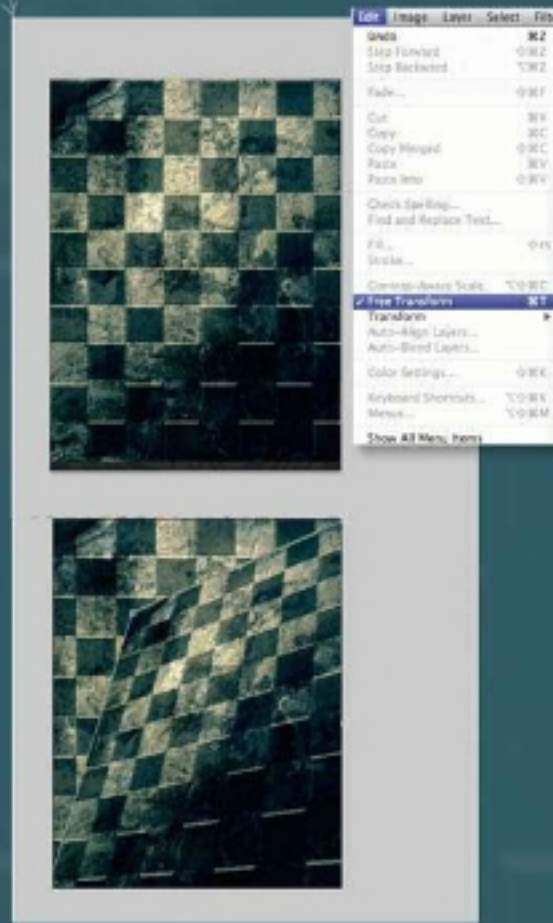 Edit Image Layer Select Filt
Undo ⌘Z
Step Forward ⇧⌘Z
Step Backward ⌥⌘Z
Fade... ⇧⌘F
Cut ⌘X
Copy ⌘C
Copy Merged ⇧⌘C
Paste ⌘V
Paste Into ⇧⌘V
Check Spelling...
Find and Replace Text...
Fill... ⇧F5
Stroke...
Content-Aware Scale ⌥⇧⌘C
✓ Free Transform ⌘T
Transform ▶
Auto-Align Layers...
Auto-Blend Layers...
Color Settings... ⇧⌘K
Keyboard Shortcuts... ⌥⇧⌘K
Menus... ⌥⇧⌘M
Show All Menu Items